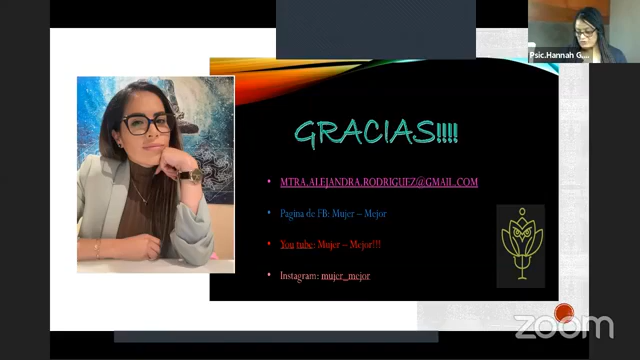 Psic.Hannah G...
GRACIAS!!!!
• MTRA.ALEJANDRA.RODRIGUEZ@GMAIL.COM
• Pagina de FB: Mujer – Mejor
• You tube: Mujer – Mejor!!!
• Instagram: mujer_mejor
zoom